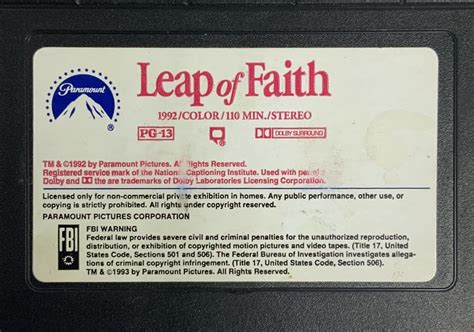 Paramount
Leap of Faith
1992/COLOR/110 MIN./STEREO
PG-13 DOLBY SURROUND
TM & ©1992 by Paramount Pictures. All Rights Reserved.
Registered service mark of the National Captioning Institute. Used with
Dolby and are the trademarks of Dolby Laboratories Licensing Corporation.
Licensed only for non-commercial private exhibition in homes. Any public performance, other use, or
copying is strictly prohibited. All rights under copyright reserved.
PARAMOUNT PICTURES CORPORATION
FBI
FBI WARNING
Federal law provides severe civil and criminal penalties for the unauthorized reproduction,
distribution, or exhibition of copyrighted motion pictures and video tapes. (Title 17, United
States Code, Sections 501 and 506). The Federal Bureau of Investigation investigates allega-
tions of criminal copyright infringement. (Title 17, United States Code, Section 506).
TM & ©1993 by Paramount Pictures. All Rights Reserved.